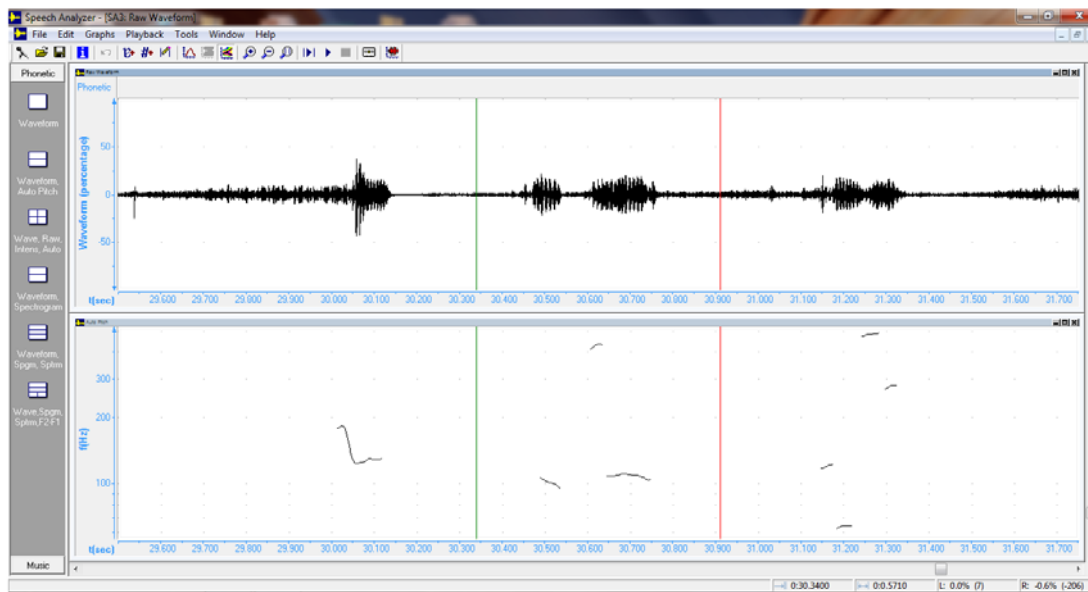 Speech Analyzer - [SA3: Raw Waveform]
File Edit Graphs Playback Tools Window Help
Phonetic
Waveform
Waveform,
Auto Pitch
Wave, Raw,
Intens, Auto
Waveform,
Spectrogram
Waveform,
Spgm, Sptrm
Wave,Spgm,
Sptrm,F2-F1
Music
Raw Waveform
Phonetic
Waveform (percentage)
50
0
-50
t(sec) 29.600 29.700 29.800 29.900 30.000 30.100 30.200 30.300 30.400 30.500 30.600 30.700 30.800 30.900 31.000 31.100 31.200 31.300 31.400 31.500 31.600 31.700
Auto Pitch
f(Hz)
300
200
100
t(sec) 29.600 29.700 29.800 29.900 30.000 30.100 30.200 30.300 30.400 30.500 30.600 30.700 30.800 30.900 31.000 31.100 31.200 31.300 31.400 31.500 31.600 31.700
0:30.3400 0:0.5710 L: 0.0% (7) R: -0.6% (-206)